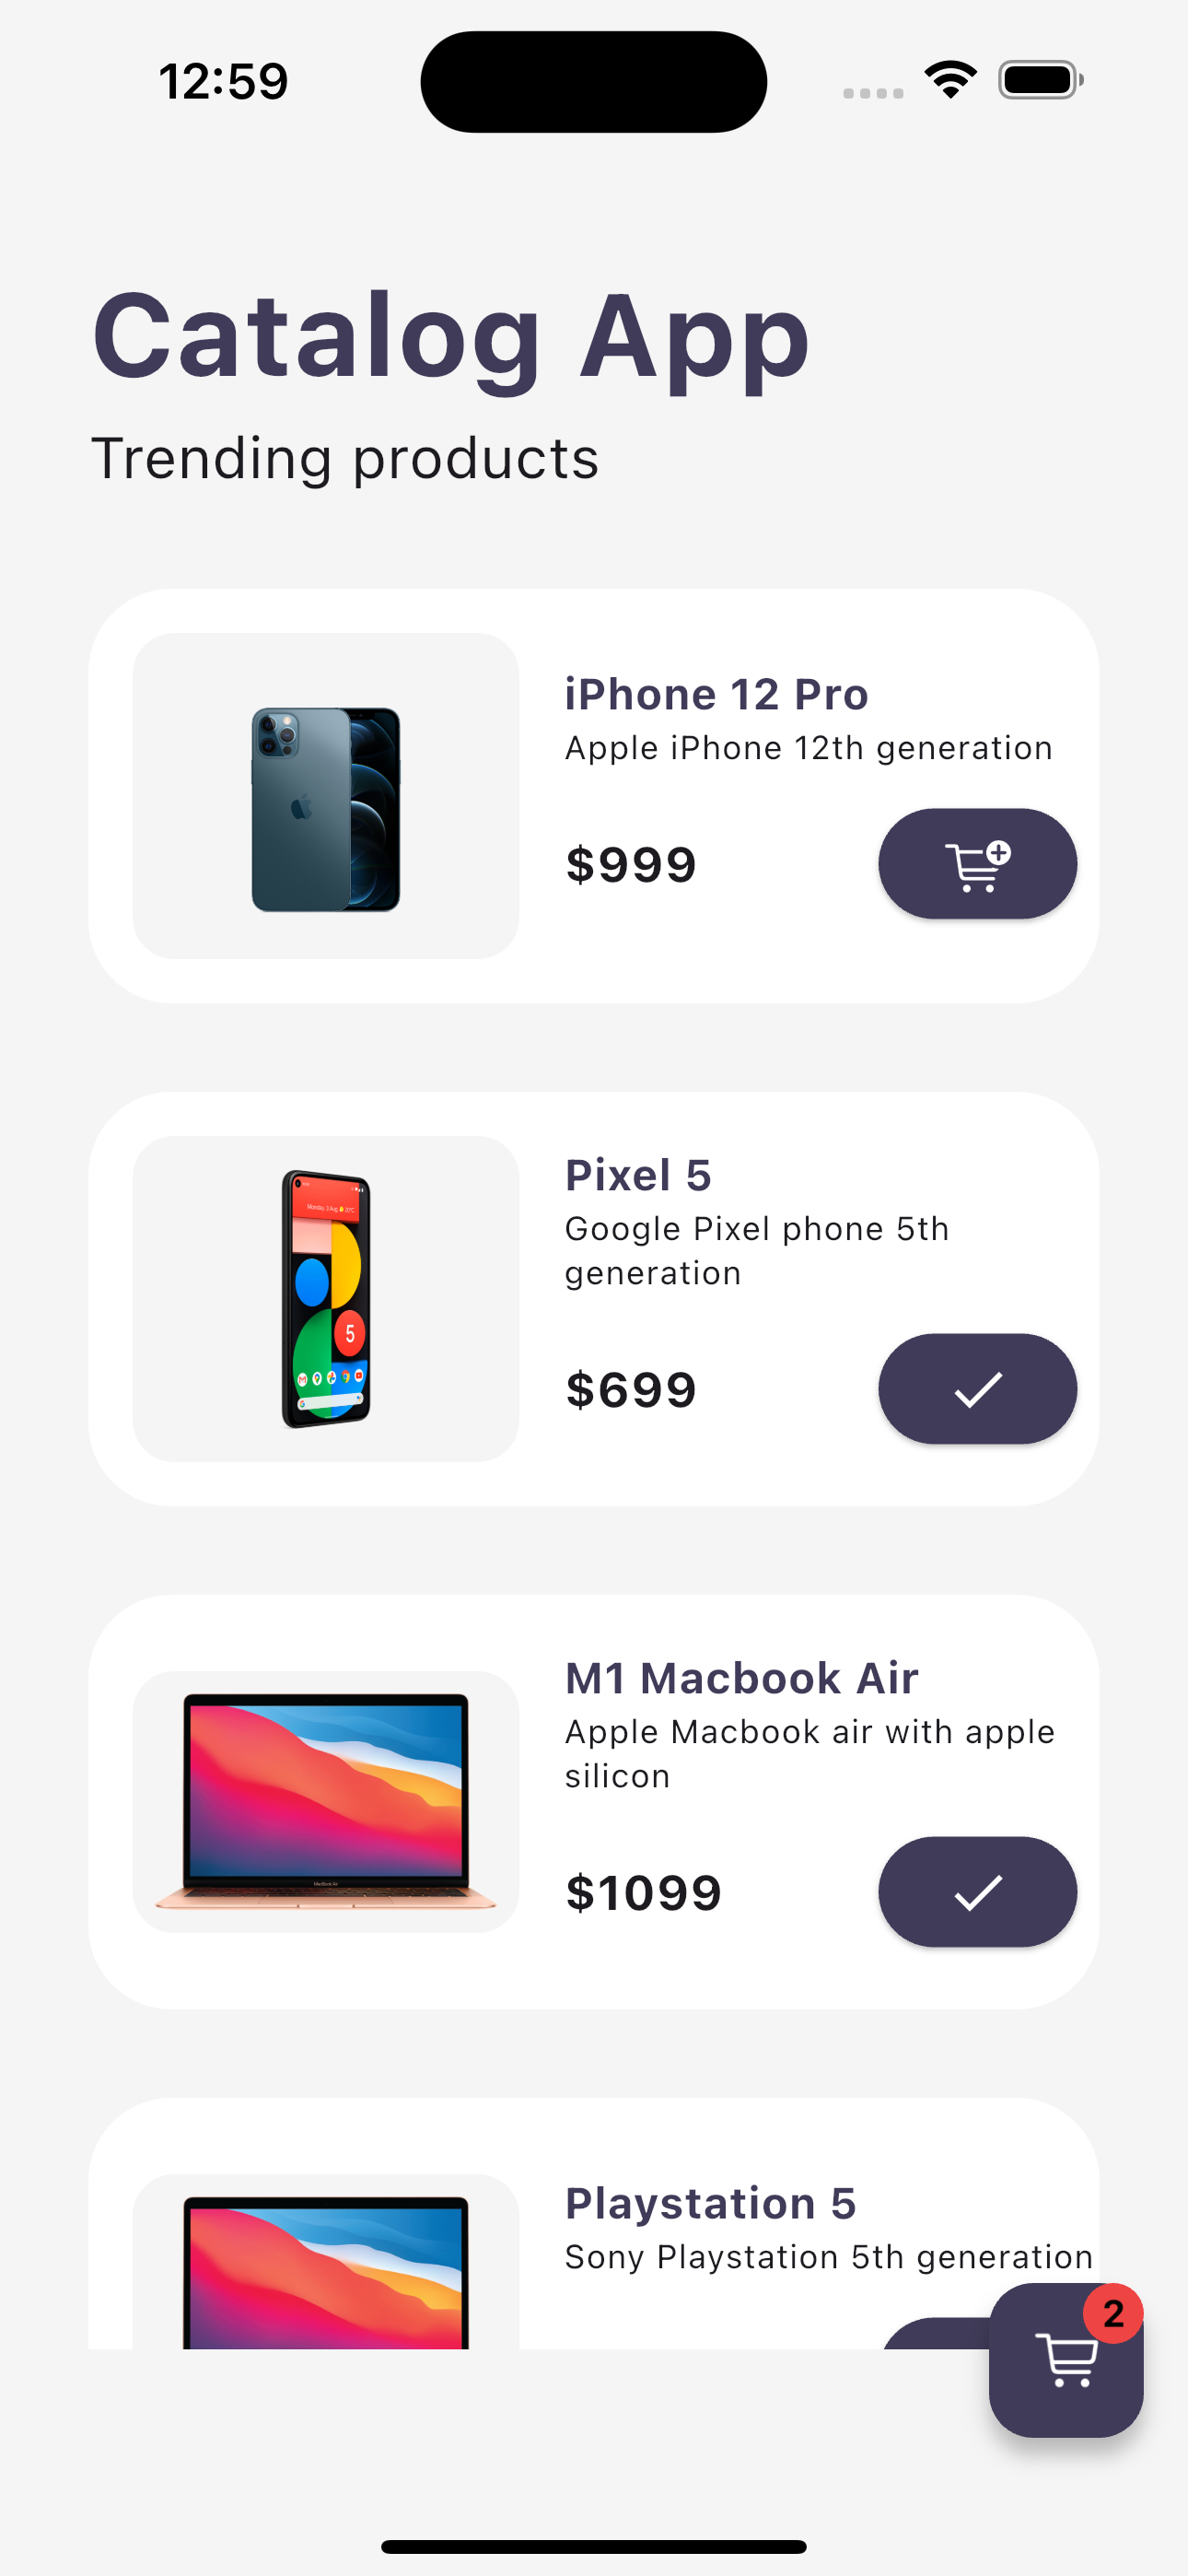 12:59
Catalog App
Trending products
iPhone 12 Pro
Apple iPhone 12th generation
$999
Pixel 5
Google Pixel phone 5th
generation
$699
M1 Macbook Air
Apple Macbook air with apple
silicon
$1099
Playstation 5
Sony Playstation 5th generation
2